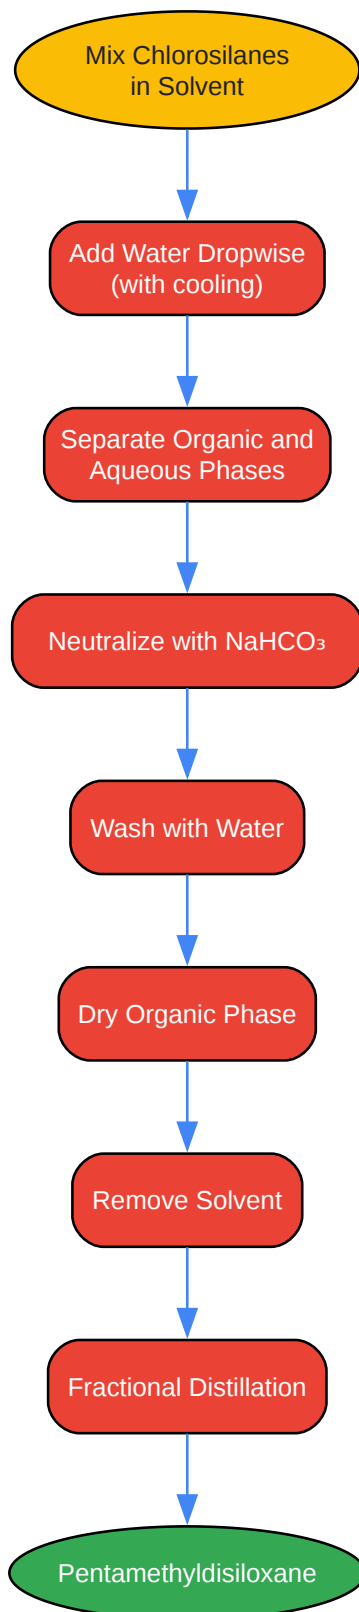 Mix Chlorosilanes
in Solvent
Add Water Dropwise
(with cooling)
Separate Organic and
Aqueous Phases
Neutralize with NaHCO₃
Wash with Water
Dry Organic Phase
Remove Solvent
Fractional Distillation
Pentamethyldisiloxane